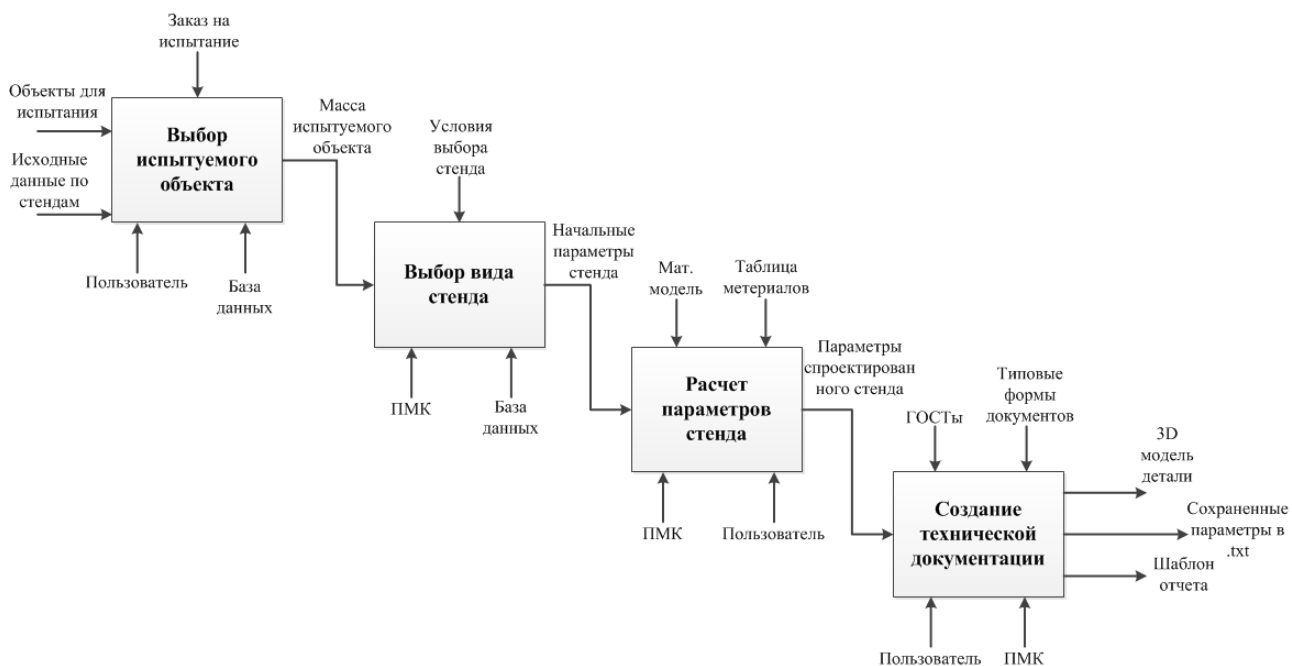 Заказ на
испытание
Объекты для
испытания
Исходные
данные по
стендам
Выбор
испытуемого
объекта
Пользователь
База
данных
Масса
испытуемого
объекта
Условия
выбора
стенда
Выбор вида
стенда
ПМК
База
данных
Начальные
параметры
стенда
Мат.
модель
Таблица
метериалов
Расчет
параметров
стенда
ПМК
Пользователь
Параметры
спроектирован
ного стенда
ГОСТы
Типовые
формы
документов
Создание
технической
документации
Пользователь
ПМК
3D
модель
детали
Сохраненные
параметры в
.txt
Шаблон
отчета